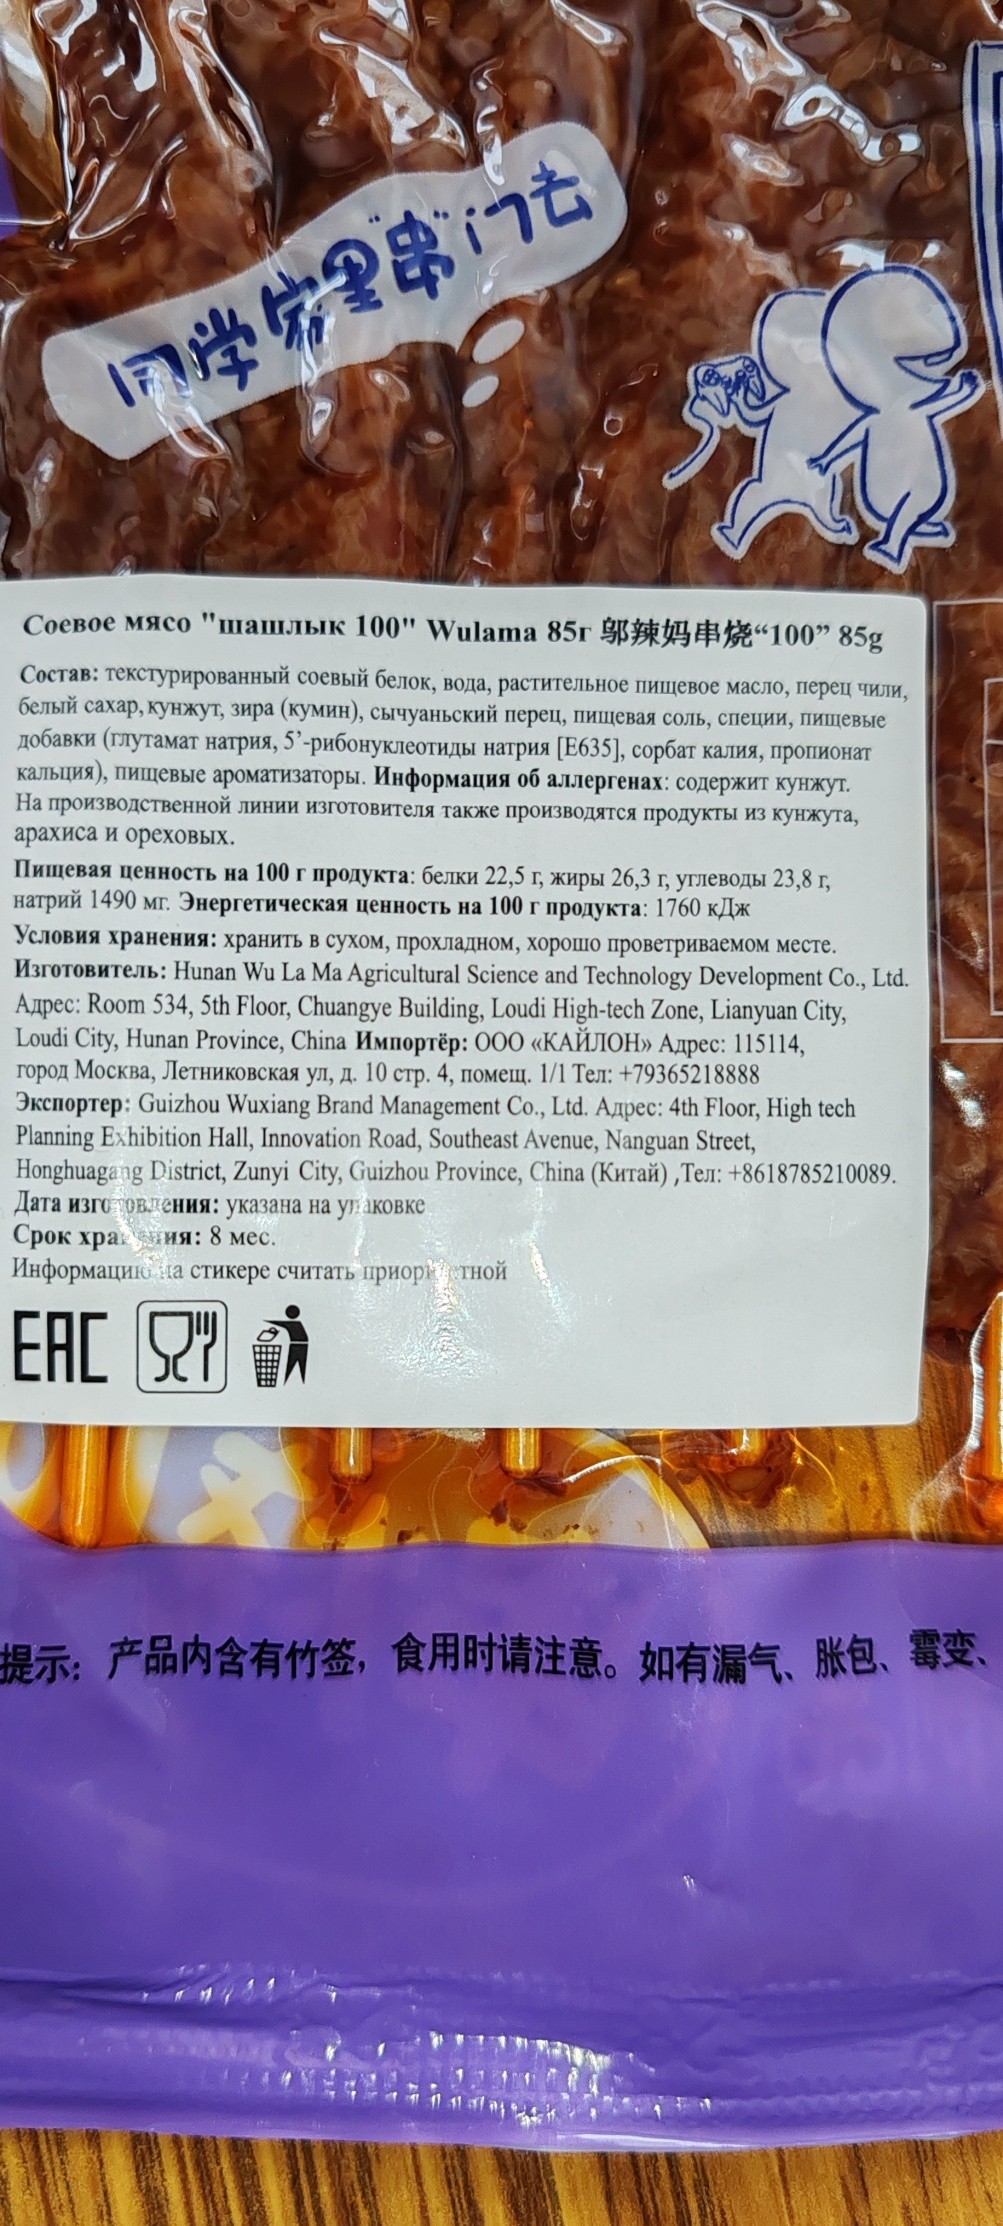 同学家里"串"门去
Соевое мясо "шашлык 100" Wulama 85г 邬辣妈串烧“100” 85g
Состав: текстурированный соевый белок, вода, растительное пищевое масло, перец чили,
белый сахар, кунжут, зира (кумин), сычуаньский перец, пищевая соль, специи, пищевые
добавки (глутамат натрия, 5’-рибонуклеотиды натрия [E635], сорбат калия, пропионат
кальция), пищевые ароматизаторы. Информация об аллергенах: содержит кунжут.
На производственной линии изготовителя также производятся продукты из кунжута,
арахиса и ореховых.
Пищевая ценность на 100 г продукта: белки 22,5 г, жиры 26,3 г, углеводы 23,8 г,
натрий 1490 мг. Энергетическая ценность на 100 г продукта: 1760 кДж
Условия хранения: хранить в сухом, прохладном, хорошо проветриваемом месте.
Изготовитель: Hunan Wu La Ma Agricultural Science and Technology Development Co., Ltd.
Адрес: Room 534, 5th Floor, Chuangye Building, Loudi High-tech Zone, Lianyuan City,
Loudi City, Hunan Province, China Импортёр: ООО «КАЙЛОН» Адрес: 115114,
город Москва, Летниковская ул, д. 10 стр. 4, помещ. 1/1 Тел: +79365218888
Экспортер: Guizhou Wuxiang Brand Management Co., Ltd. Адрес: 4th Floor, High tech
Planning Exhibition Hall, Innovation Road, Southeast Avenue, Nanguan Street,
Honghuagang District, Zunyi City, Guizhou Province, China (Китай) ,Тел: +8618785210089.
Дата изготовления: указана на упаковке
Срок хранения: 8 мес.
Информацию на стикере считать приоритетной
EAC
提示: 产品内含有竹签，食用时请注意。如有漏气、胀包、霉变、